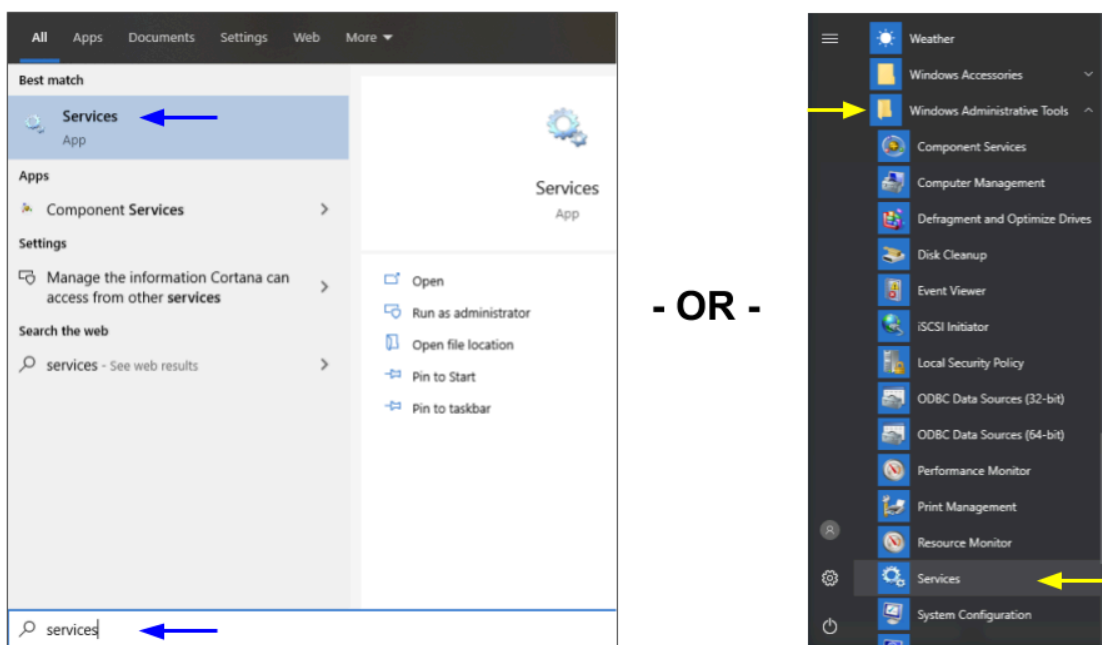 All Apps Documents Settings Web More
Best match
Services
App
Apps
Component Services
Settings
Manage the information Cortana can
access from other services
Search the web
services - See web results
services
Services
App
Open
Run as administrator
Open file location
Pin to Start
Pin to taskbar
- OR -
Weather
Windows Accessories
Windows Administrative Tools
Component Services
Computer Management
Defragment and Optimize Drives
Disk Cleanup
Event Viewer
iSCSI Initiator
Local Security Policy
ODBC Data Sources (32-bit)
ODBC Data Sources (64-bit)
Performance Monitor
Print Management
Resource Monitor
Services
System Configuration